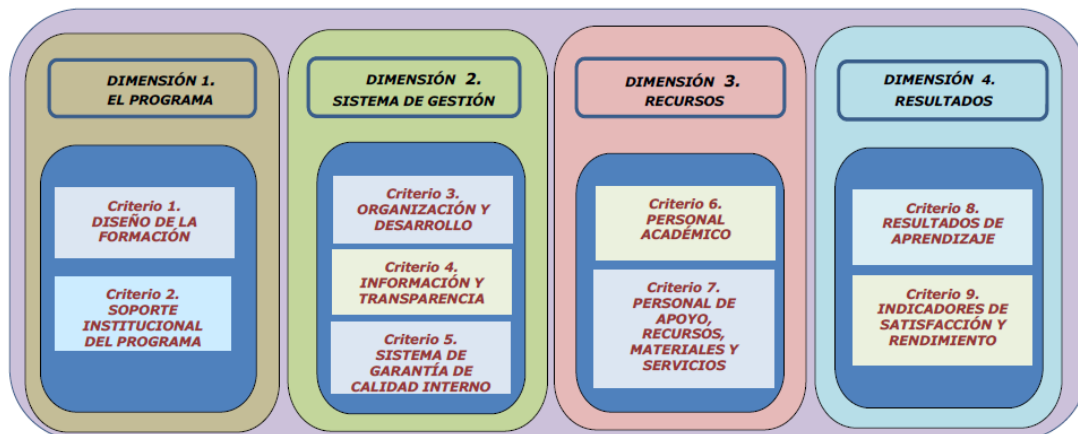 DIMENSIÓN 1.
EL PROGRAMA
Criterio 1.
DISEÑO DE LA
FORMACIÓN
Criterio 2.
SOPORTE
INSTITUCIONAL
DEL PROGRAMA
DIMENSIÓN 2.
SISTEMA DE GESTIÓN
Criterio 3.
ORGANIZACIÓN Y
DESARROLLO
Criterio 4.
INFORMACIÓN Y
TRANSPARENCIA
Criterio 5.
SISTEMA DE
GARANTÍA DE
CALIDAD INTERNO
DIMENSIÓN 3.
RECURSOS
Criterio 6.
PERSONAL
ACADÉMICO
Criterio 7.
PERSONAL DE
APOYO,
RECURSOS,
MATERIALES Y
SERVICIOS
DIMENSIÓN 4.
RESULTADOS
Criterio 8.
RESULTADOS DE
APRENDIZAJE
Criterio 9.
INDICADORES DE
SATISFACCIÓN Y
RENDIMIENTO